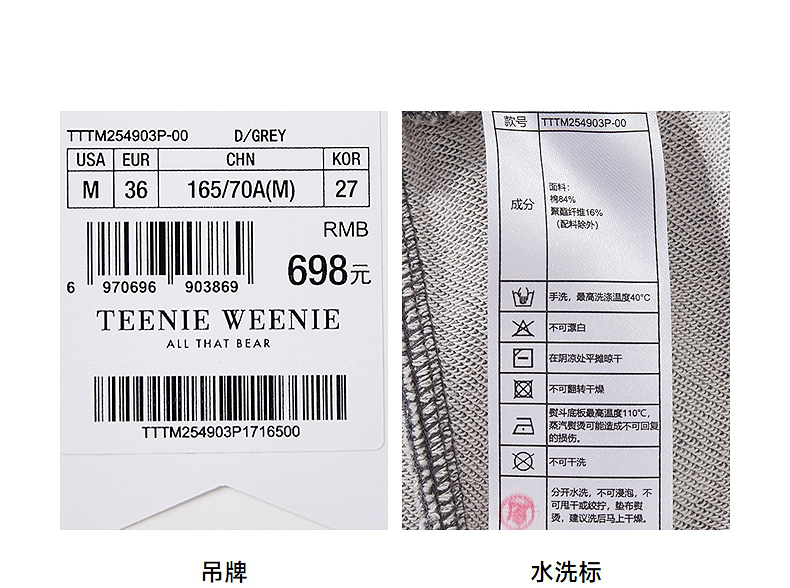 TTTM254903P-00 D/GREY
USA EUR CHN KOR
M 36 165/70A(M) 27
RMB
698元
6 970696 903869
TEENIE WEENIE
ALL THAT BEAR
TTTM254903P1716500
吊牌
款号 TTTM254903P-00
成分
面料：
棉84%
聚酯纤维16%
（配料除外）
手洗，最高洗涤温度40°C
不可漂白
在阴凉处平摊晾干
不可翻转干燥
熨斗底板最高温度110℃，
蒸汽熨烫可能造成不可回复
的损伤。
不可干洗
分开水洗，不可浸泡，不
可甩干或绞拧，垫布熨
烫，建议洗后马上干燥。
水洗标